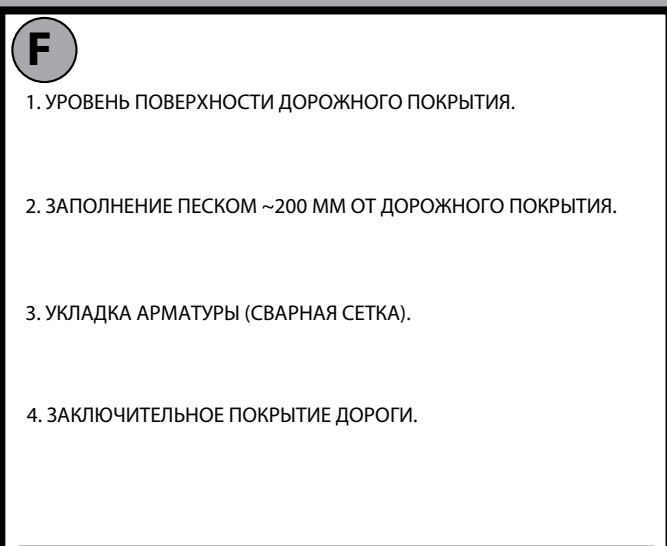 F
1. УРОВЕНЬ ПОВЕРХНОСТИ ДОРОЖНОГО ПОКРЫТИЯ.
2. ЗАПОЛНЕНИЕ ПЕСКОМ ~200 ММ ОТ ДОРОЖНОГО ПОКРЫТИЯ.
3. УКЛАДКА АРМАТУРЫ (СВАРНАЯ СЕТКА).
4. ЗАКЛЮЧИТЕЛЬНОЕ ПОКРЫТИЕ ДОРОГИ.